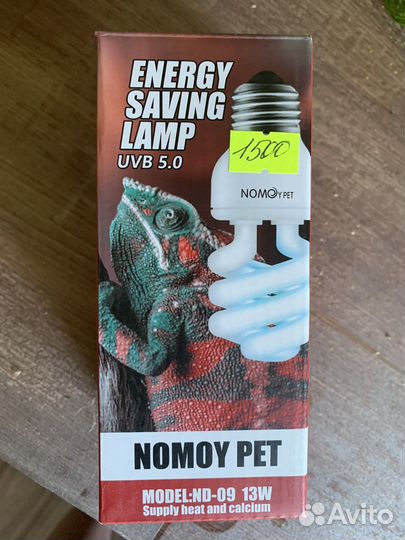 ENERGY
SAVING
LAMP
UVB 5.0
1500
NOMOY PET
NOMOY PET
MODEL:ND-09 13W
Supply heat and calcium
Avito